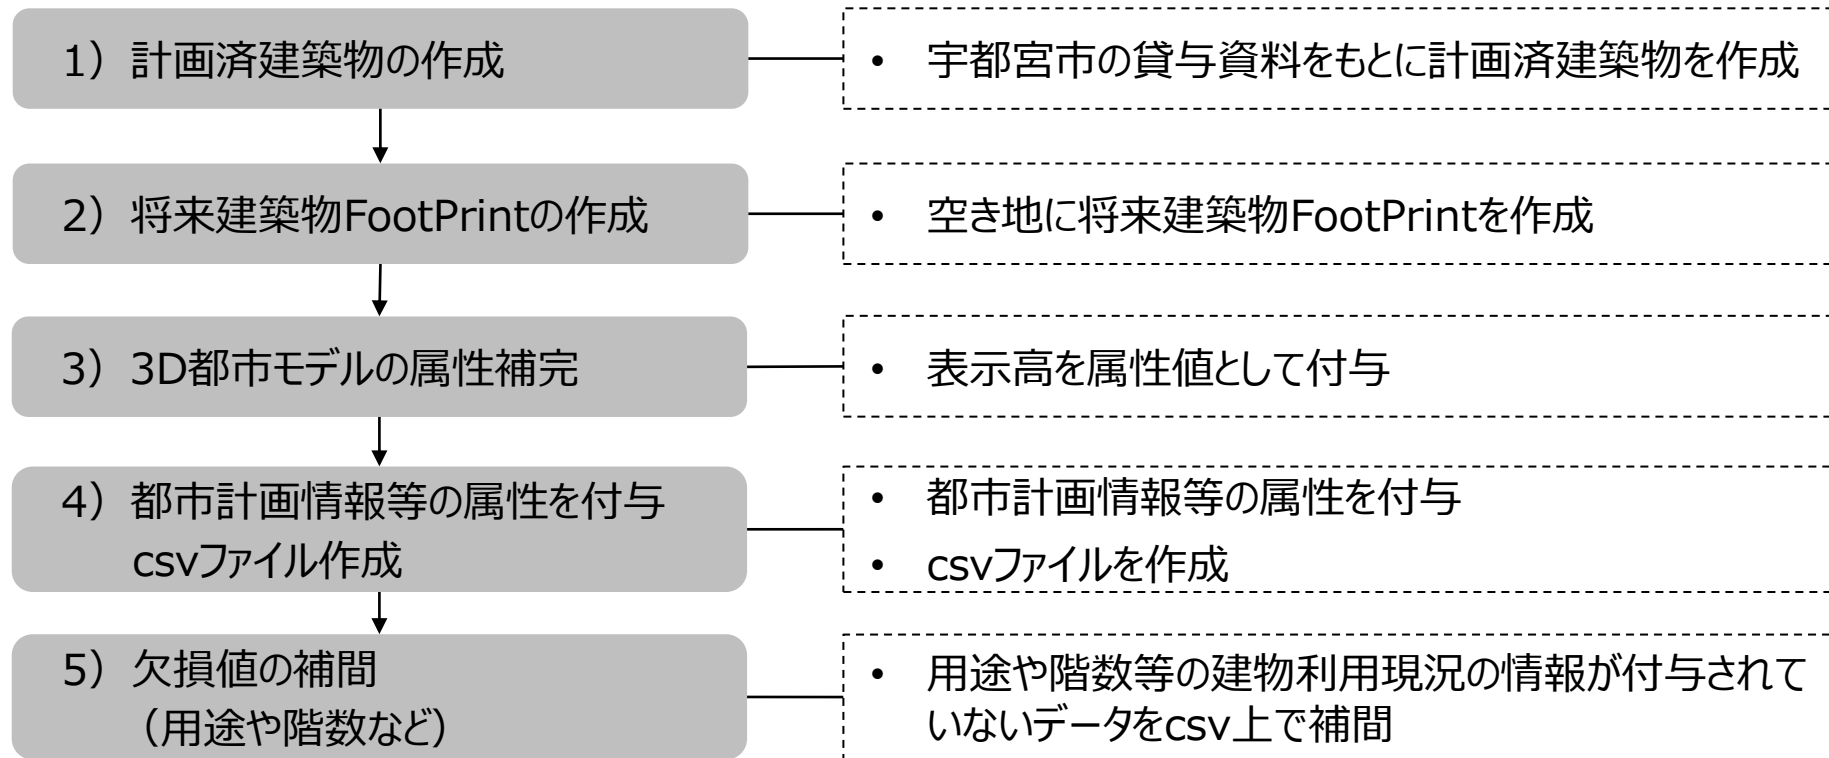 1）計画済建築物の作成
• 宇都宮市の貸与資料をもとに計画済建築物を作成
2）将来建築物FootPrintの作成
• 空き地に将来建築物FootPrintを作成
3）3D都市モデルの属性補完
• 表示高を属性値として付与
4）都市計画情報等の属性を付与
csvファイル作成
• 都市計画情報等の属性を付与
• csvファイルを作成
5）欠損値の補間
（用途や階数など）
• 用途や階数等の建物利用現況の情報が付与されて
いないデータをcsv上で補間